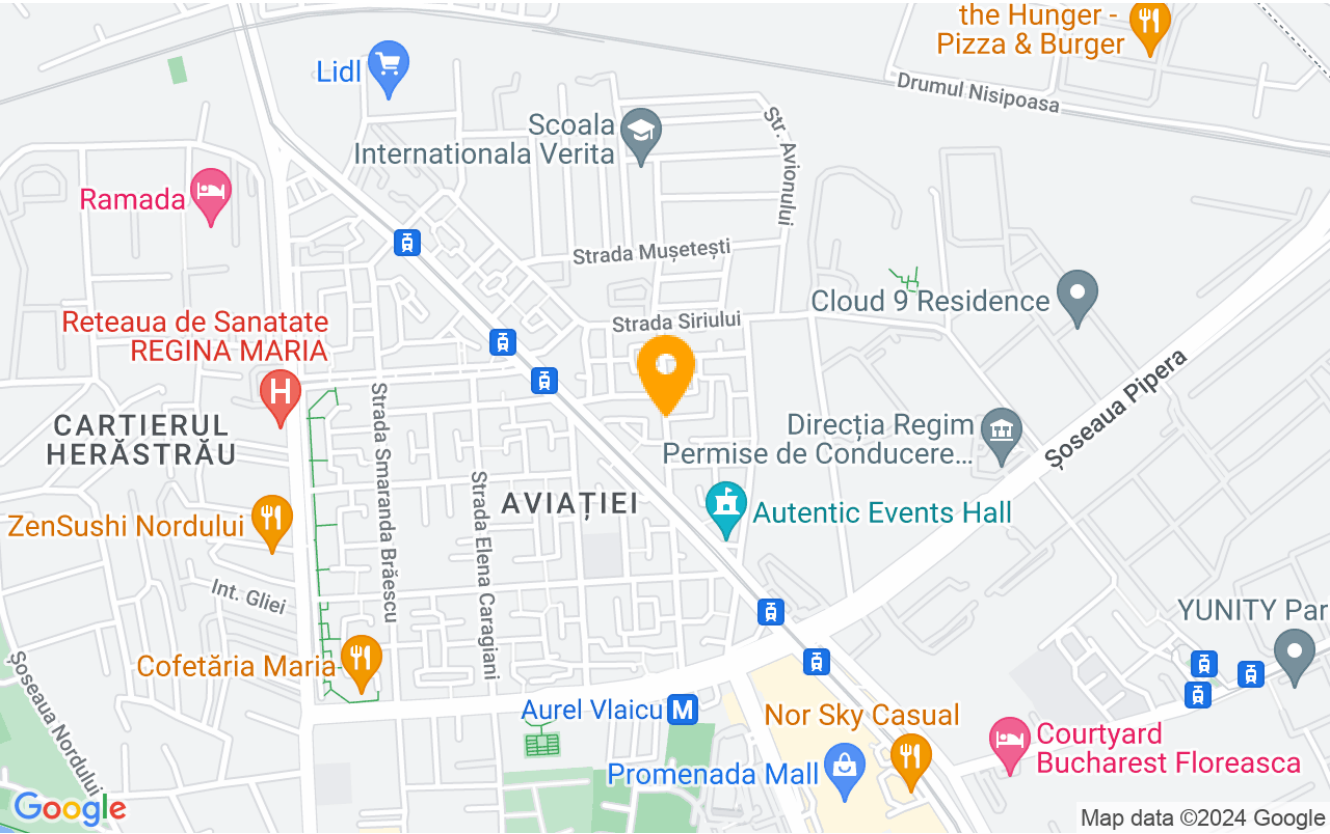 the Hunger -
Pizza & Burger
Lidl
Drumul Nisipoasa
Scoala
Internationala Verita
Str. Avionului
Ramada
Strada Mușetești
Cloud 9 Residence
Strada Siriului
Reteaua de Sanatate
REGINA MARIA
H
Șoseaua Pipera
Strada Smaranda Brăescu
CARTIERUL
HERĂSTRĂU
Direcția Regim
Permise de Conducere...
Strada Elena Caragiani
AVIAȚIEI
Autentic Events Hall
ZenSushi Nordului
Int. Gliei
YUNITY Par
Cofetăria Maria
Șoseaua Nordului
Aurel Vlaicu M
Nor Sky Casual
Courtyard
Bucharest Floreasca
Promenada Mall
Google
Map data ©2024 Google